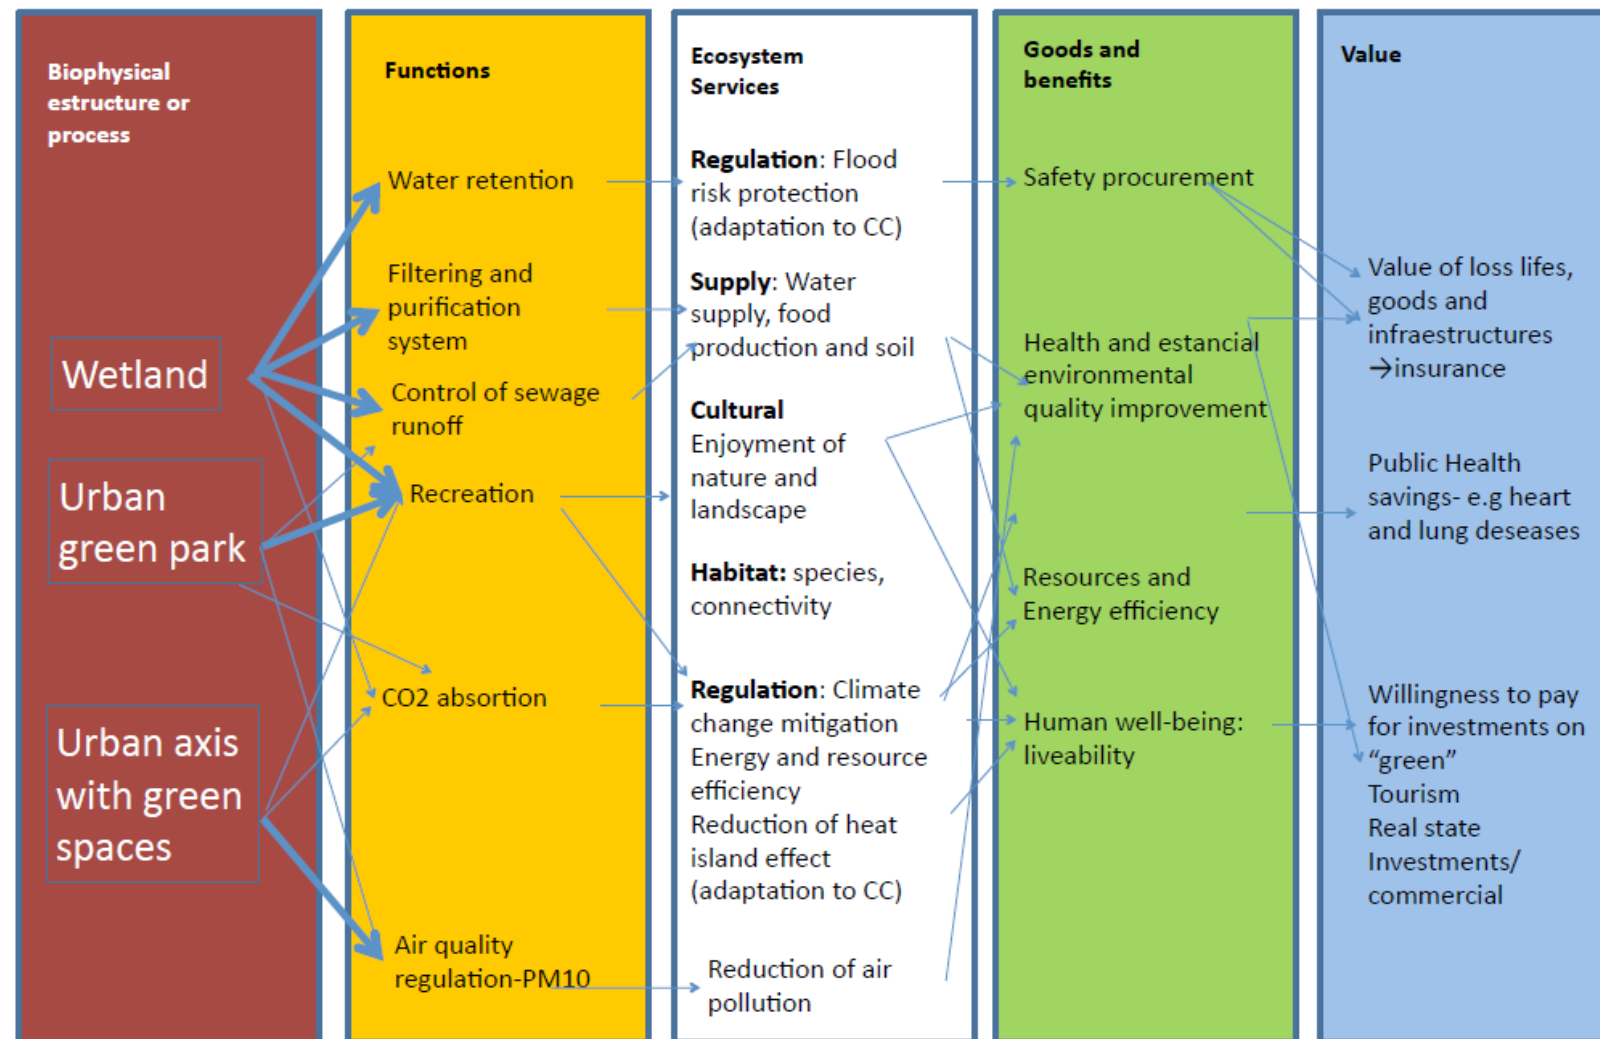 Biophysical
estructure or
process
Wetland
Urban
green park
Urban axis
with green
spaces
Functions
Water retention
Filtering and
purification
system
Control of sewage
runoff
Recreation
CO2 absortion
Air quality
regulation-PM10
Ecosystem
Services
Regulation: Flood
risk protection
(adaptation to CC)
Supply: Water
supply, food
production and soil
Cultural
Enjoyment of
nature and
landscape
Habitat: species,
connectivity
Regulation: Climate
change mitigation
Energy and resource
efficiency
Reduction of heat
island effect
(adaptation to CC)
Reduction of air
pollution
Goods and
benefits
Safety procurement
Health and estancial
environmental
quality improvement
Resources and
Energy efficiency
Human well-being:
liveability
Value
Value of loss lifes,
goods and
infraestructures
→insurance
Public Health
savings- e.g heart
and lung deseases
Willingness to pay
for investments on
“green”
Tourism
Real state
Investments/
commercial